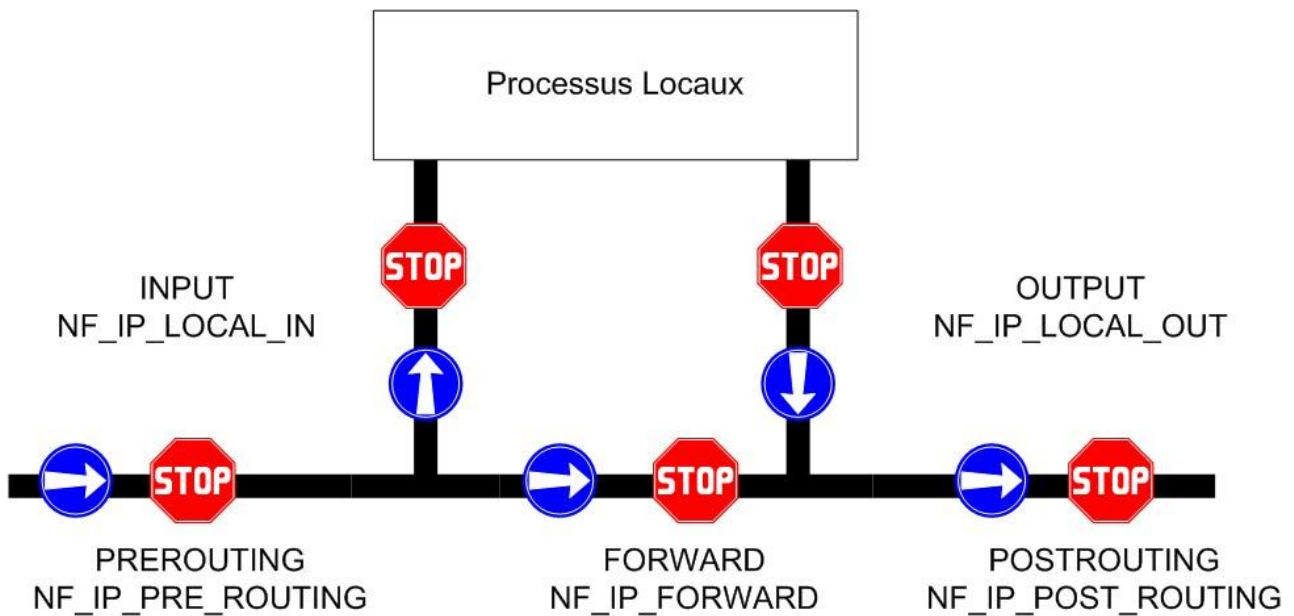 Processus Locaux
STOP
STOP
INPUT
NF_IP_LOCAL_IN
OUTPUT
NF_IP_LOCAL_OUT
STOP
STOP
STOP
PREROUTING
NF_IP_PRE_ROUTING
FORWARD
NF_IP_FORWARD
POSTROUTING
NF_IP_POST_ROUTING